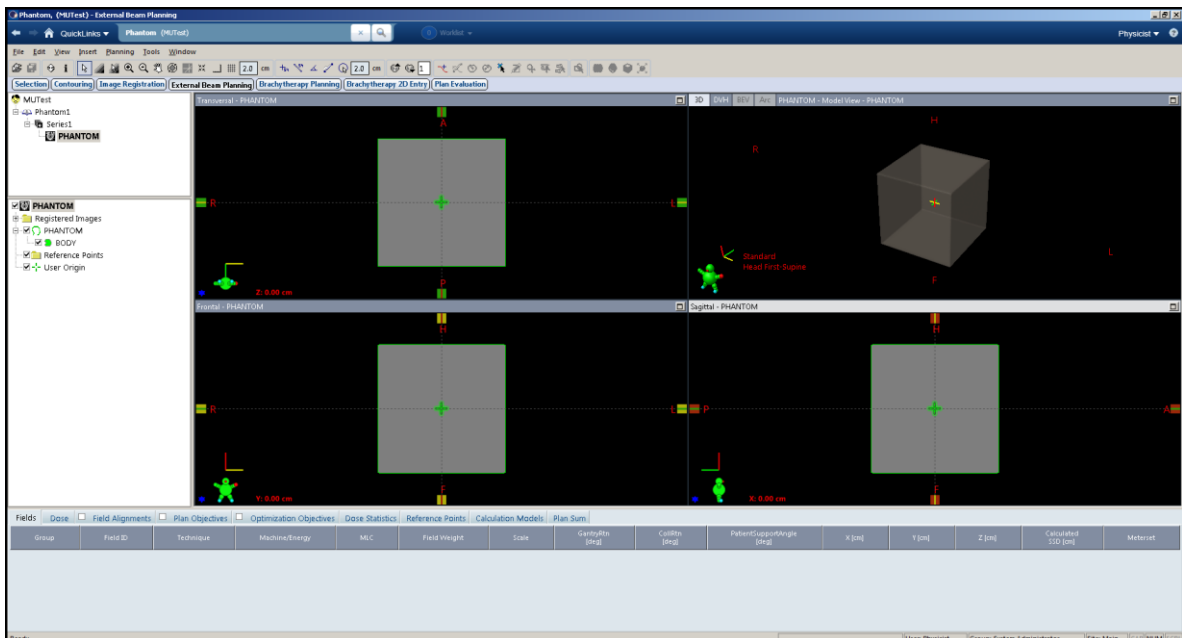 Phantom, (MUTest) - External Beam Planning
QuickLinks Phantom (MUTest) 0 Worklist Physicist
File Edit View Insert Planning Tools Window
2.0 cm 2.0 cm 1
Selection Contouring Image Registration External Beam Planning Brachytherapy Planning Brachytherapy 2D Entry Plan Evaluation
MUTest
Phantom1
Series1
PHANTOM
PHANTOM
Registered Images
PHANTOM
BODY
Reference Points
User Origin
Transversal - PHANTOM
A
R L
P
Z: 0.00 cm
3D DVH BEV Arc PHANTOM - Model View - PHANTOM
H
R
L
Standard
Head First-Supine
F
Frontal - PHANTOM
H
R L
F
Y: 0.00 cm
Sagittal - PHANTOM
H
P A
F
X: 0.00 cm
Fields Dose Field Alignments Plan Objectives Optimization Objectives Dose Statistics Reference Points Calculation Models Plan Sum
Group Field ID Technique Machine/Energy MLC Field Weight Scale GantryRtn [deg] CollRtn [deg] PatientSupportAngle [deg] X [cm] Y [cm] Z [cm] Calculated SSD [cm] Meterset